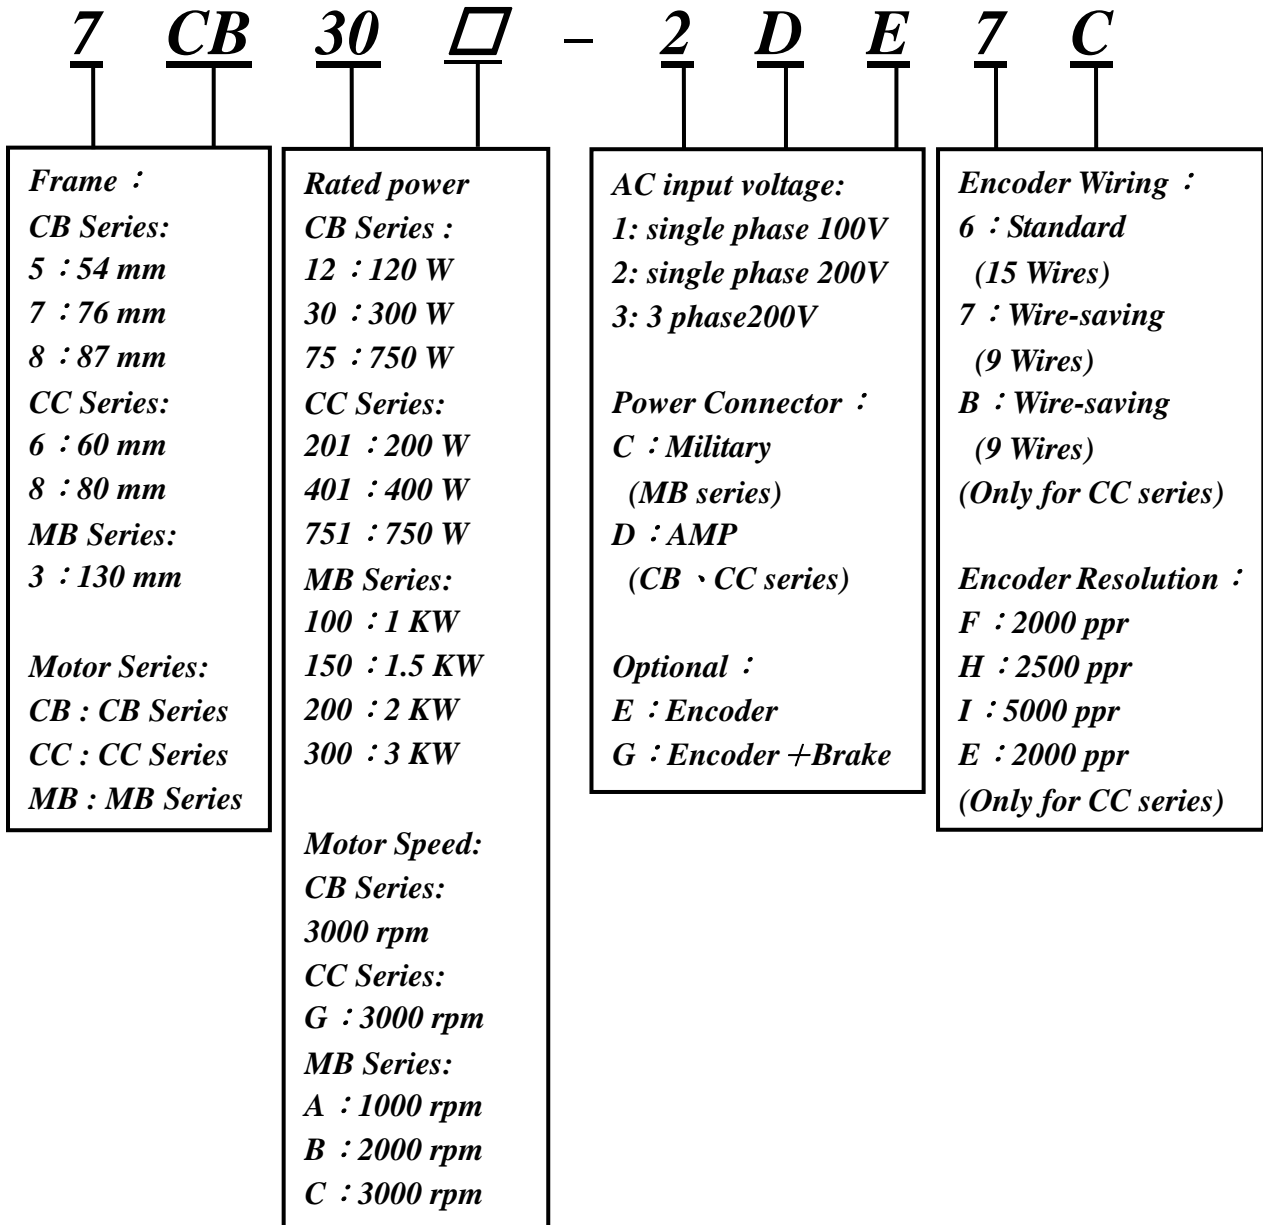 7 CB 30 □ – 2 D E 7 C
Frame：
CB Series:
5：54 mm
7：76 mm
8：87 mm
CC Series:
6：60 mm
8：80 mm
MB Series:
3：130 mm
Motor Series:
CB : CB Series
CC : CC Series
MB : MB Series
Rated power
CB Series :
12：120 W
30：300 W
75：750 W
CC Series:
201：200 W
401：400 W
751：750 W
MB Series:
100：1 KW
150：1.5 KW
200：2 KW
300：3 KW
Motor Speed:
CB Series:
3000 rpm
CC Series:
G：3000 rpm
MB Series:
A：1000 rpm
B：2000 rpm
C：3000 rpm
AC input voltage:
1: single phase 100V
2: single phase 200V
3: 3 phase200V
Power Connector：
C：Military
(MB series)
D：AMP
(CB、CC series)
Optional：
E：Encoder
G：Encoder＋Brake
Encoder Wiring：
6：Standard
(15 Wires)
7：Wire-saving
(9 Wires)
B：Wire-saving
(9 Wires)
(Only for CC series)
Encoder Resolution：
F：2000 ppr
H：2500 ppr
I：5000 ppr
E：2000 ppr
(Only for CC series)